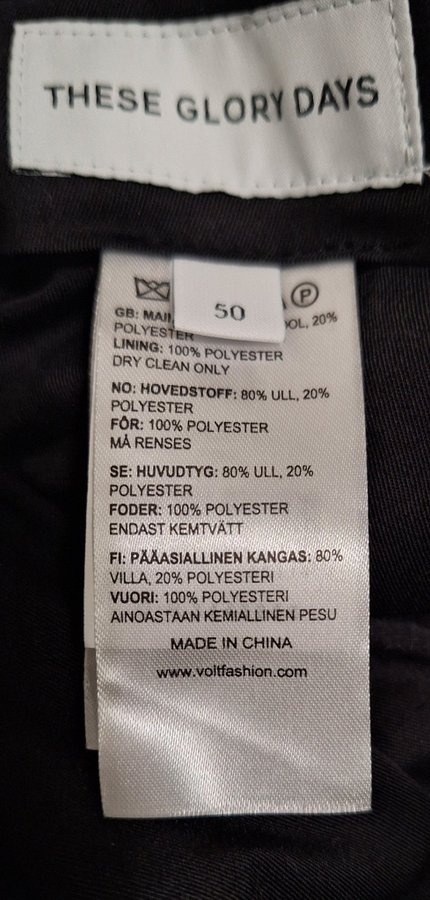 THESE GLORY DAYS
50
P
GB: MAI OOL, 20%
POLYESTER
LINING: 100% POLYESTER
DRY CLEAN ONLY
NO: HOVEDSTOFF: 80% ULL, 20%
POLYESTER
FÔR: 100% POLYESTER
MÅ RENSES
SE: HUVUDTYG: 80% ULL, 20%
POLYESTER
FODER: 100% POLYESTER
ENDAST KEMTVÄTT
FI: PÄÄASIALLINEN KANGAS: 80%
VILLA, 20% POLYESTERI
VUORI: 100% POLYESTERI
AINOASTAAN KEMIALLINEN PESU
MADE IN CHINA
www.voltfashion.com